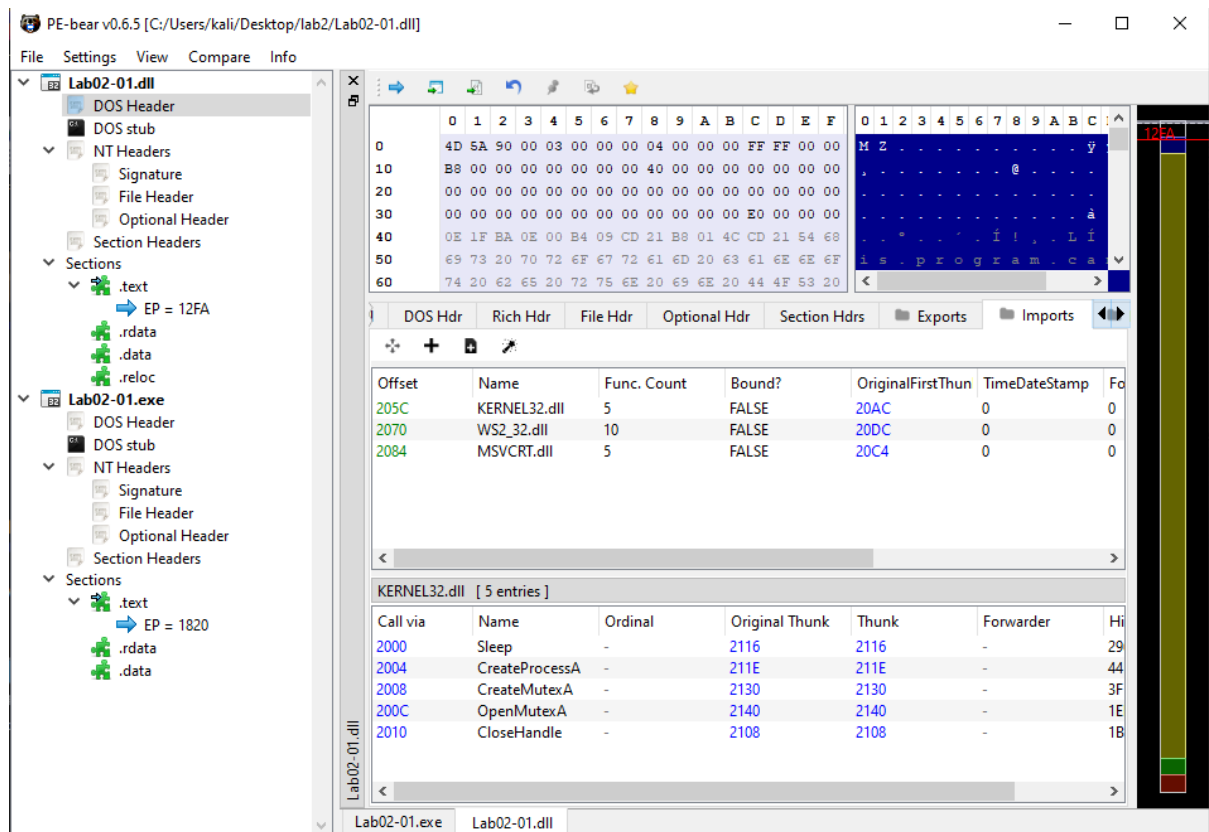 PE-bear v0.6.5 [C:/Users/kali/Desktop/lab2/Lab02-01.dll]
File Settings View Compare Info
Lab02-01.dll
DOS Header
DOS stub
NT Headers
Signature
File Header
Optional Header
Section Headers
Sections
.text
EP = 12FA
.rdata
.data
.reloc
Lab02-01.exe
DOS Header
DOS stub
NT Headers
Signature
File Header
Optional Header
Section Headers
Sections
.text
EP = 1820
.rdata
.data
Lab02-01.dll
0 1 2 3 4 5 6 7 8 9 A B C D E F
0 4D 5A 90 00 03 00 00 00 04 00 00 00 FF FF 00 00
10 B8 00 00 00 00 00 00 00 40 00 00 00 00 00 00 00
20 00 00 00 00 00 00 00 00 00 00 00 00 00 00 00 00
30 00 00 00 00 00 00 00 00 00 00 00 00 E0 00 00 00
40 0E 1F BA 0E 00 B4 09 CD 21 B8 01 4C CD 21 54 68
50 69 73 20 70 72 6F 67 72 61 6D 20 63 61 6E 6E 6F
60 74 20 62 65 20 72 75 6E 20 69 6E 20 44 4F 53 20
0 1 2 3 4 5 6 7 8 9 A B C
M Z . . . . . . . . . . ÿ
¸ . . . . . . . @ . . . .
. . . . . . . . . . . . .
. . . . . . . . . . . . à
. . º . . ´ . Í ! ¸ . L Í
i s . p r o g r a m . c a
12FA
DOS Hdr Rich Hdr File Hdr Optional Hdr Section Hdrs Exports Imports
Offset Name Func. Count Bound? OriginalFirstThun TimeDateStamp Fo
205C KERNEL32.dll 5 FALSE 20AC 0 0
2070 WS2_32.dll 10 FALSE 20DC 0 0
2084 MSVCRT.dll 5 FALSE 20C4 0 0
KERNEL32.dll [ 5 entries ]
Call via Name Ordinal Original Thunk Thunk Forwarder Hi
2000 Sleep - 2116 2116 - 29
2004 CreateProcessA - 211E 211E - 44
2008 CreateMutexA - 2130 2130 - 3F
200C OpenMutexA - 2140 2140 - 1E
2010 CloseHandle - 2108 2108 - 1B
Lab02-01.exe Lab02-01.dll